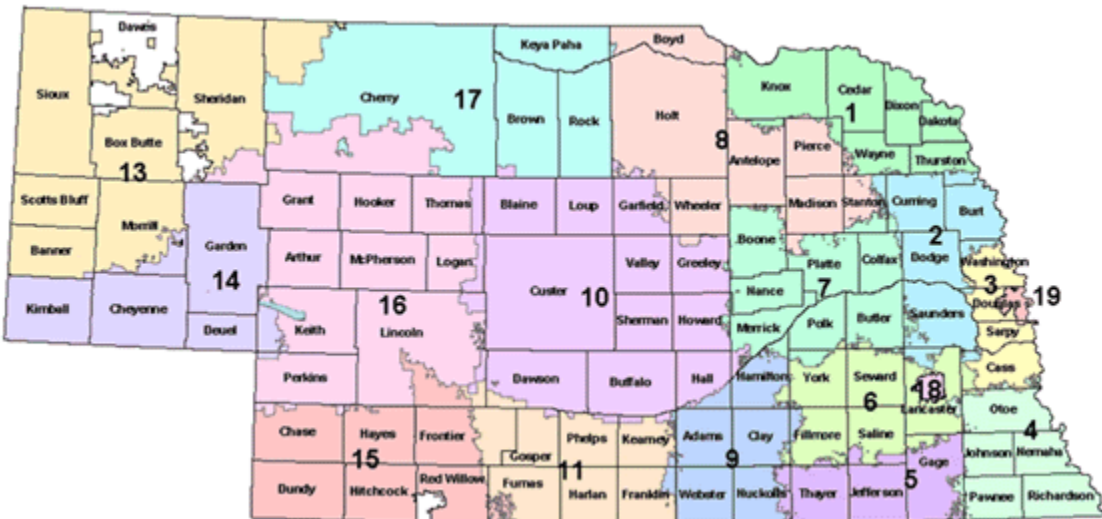 Dawes
Boyd
Keya Paha
Knox
Cedar
Sioux
Sheridan
Cherry
17
Holt
Dixon
1
Brown
Rock
Dakota
8
Box Butte
Antelope
Pierce
Wayne
Thurston
13
Scotts Bluff
Grant
Hooker
Thomas
Blaine
Loup
Garfield
Wheeler
Madison
Stanton
Cuming
Burt
Morrill
Banner
Garden
Boone
2
Arthur
McPherson
Logan
Valley
Greeley
Platte
Colfax
Dodge
Washington
14
3
Kimball
Cheyenne
Custer
10
Nance
7
Douglas
19
16
Keith
Lincoln
Sherman
Howard
Merrick
Polk
Butler
Saunders
Sarpy
Deuel
Perkins
Dawson
Buffalo
Hall
Hamilton
York
Seward
Cass
18
Lancaster
6
Otoe
Chase
Hayes
Frontier
Phelps
Kearney
Adams
Clay
Fillmore
Saline
4
15
Gosper
11
9
Gage
Johnson
Nemaha
5
Dundy
Hitchcock
Red Willow
Furnas
Harlan
Franklin
Webster
Nuckolls
Thayer
Jefferson
Pawnee
Richardson